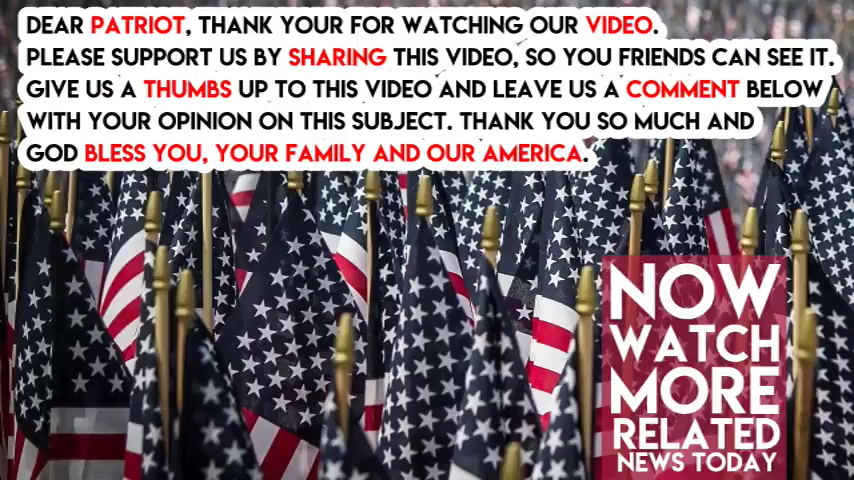 DEAR PATRIOT, THANK YOUR FOR WATCHING OUR VIDEO.
PLEASE SUPPORT US BY SHARING THIS VIDEO, SO YOU FRIENDS CAN SEE IT.
GIVE US A THUMBS UP TO THIS VIDEO AND LEAVE US A COMMENT BELOW
WITH YOUR OPINION ON THIS SUBJECT. THANK YOU SO MUCH AND
GOD BLESS YOU, YOUR FAMILY AND OUR AMERICA.
NOW
WATCH
MORE
RELATED
NEWS TODAY